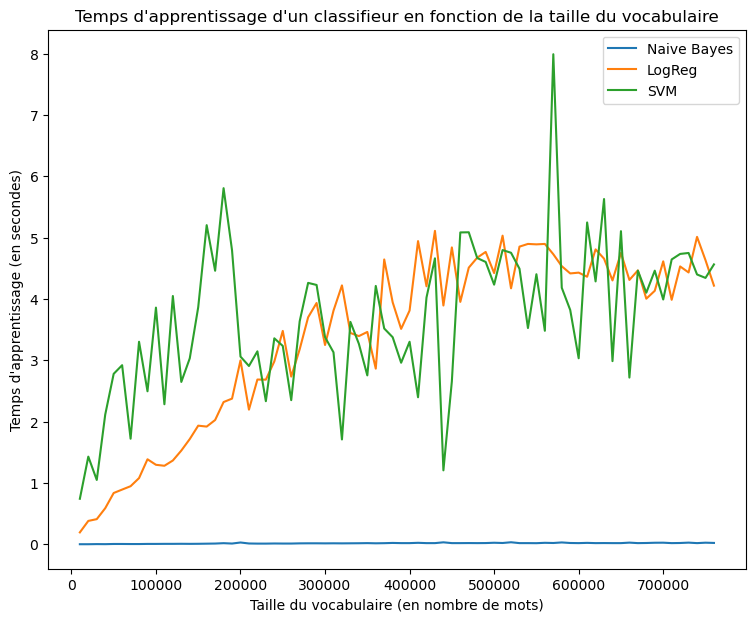 Temps d'apprentissage d'un classifieur en fonction de la taille du vocabulaire
Naive Bayes
LogReg
SVM
8
7
6
5
4
3
2
1
0
Temps d'apprentissage (en secondes)
0 100000 200000 300000 400000 500000 600000 700000
Taille du vocabulaire (en nombre de mots)